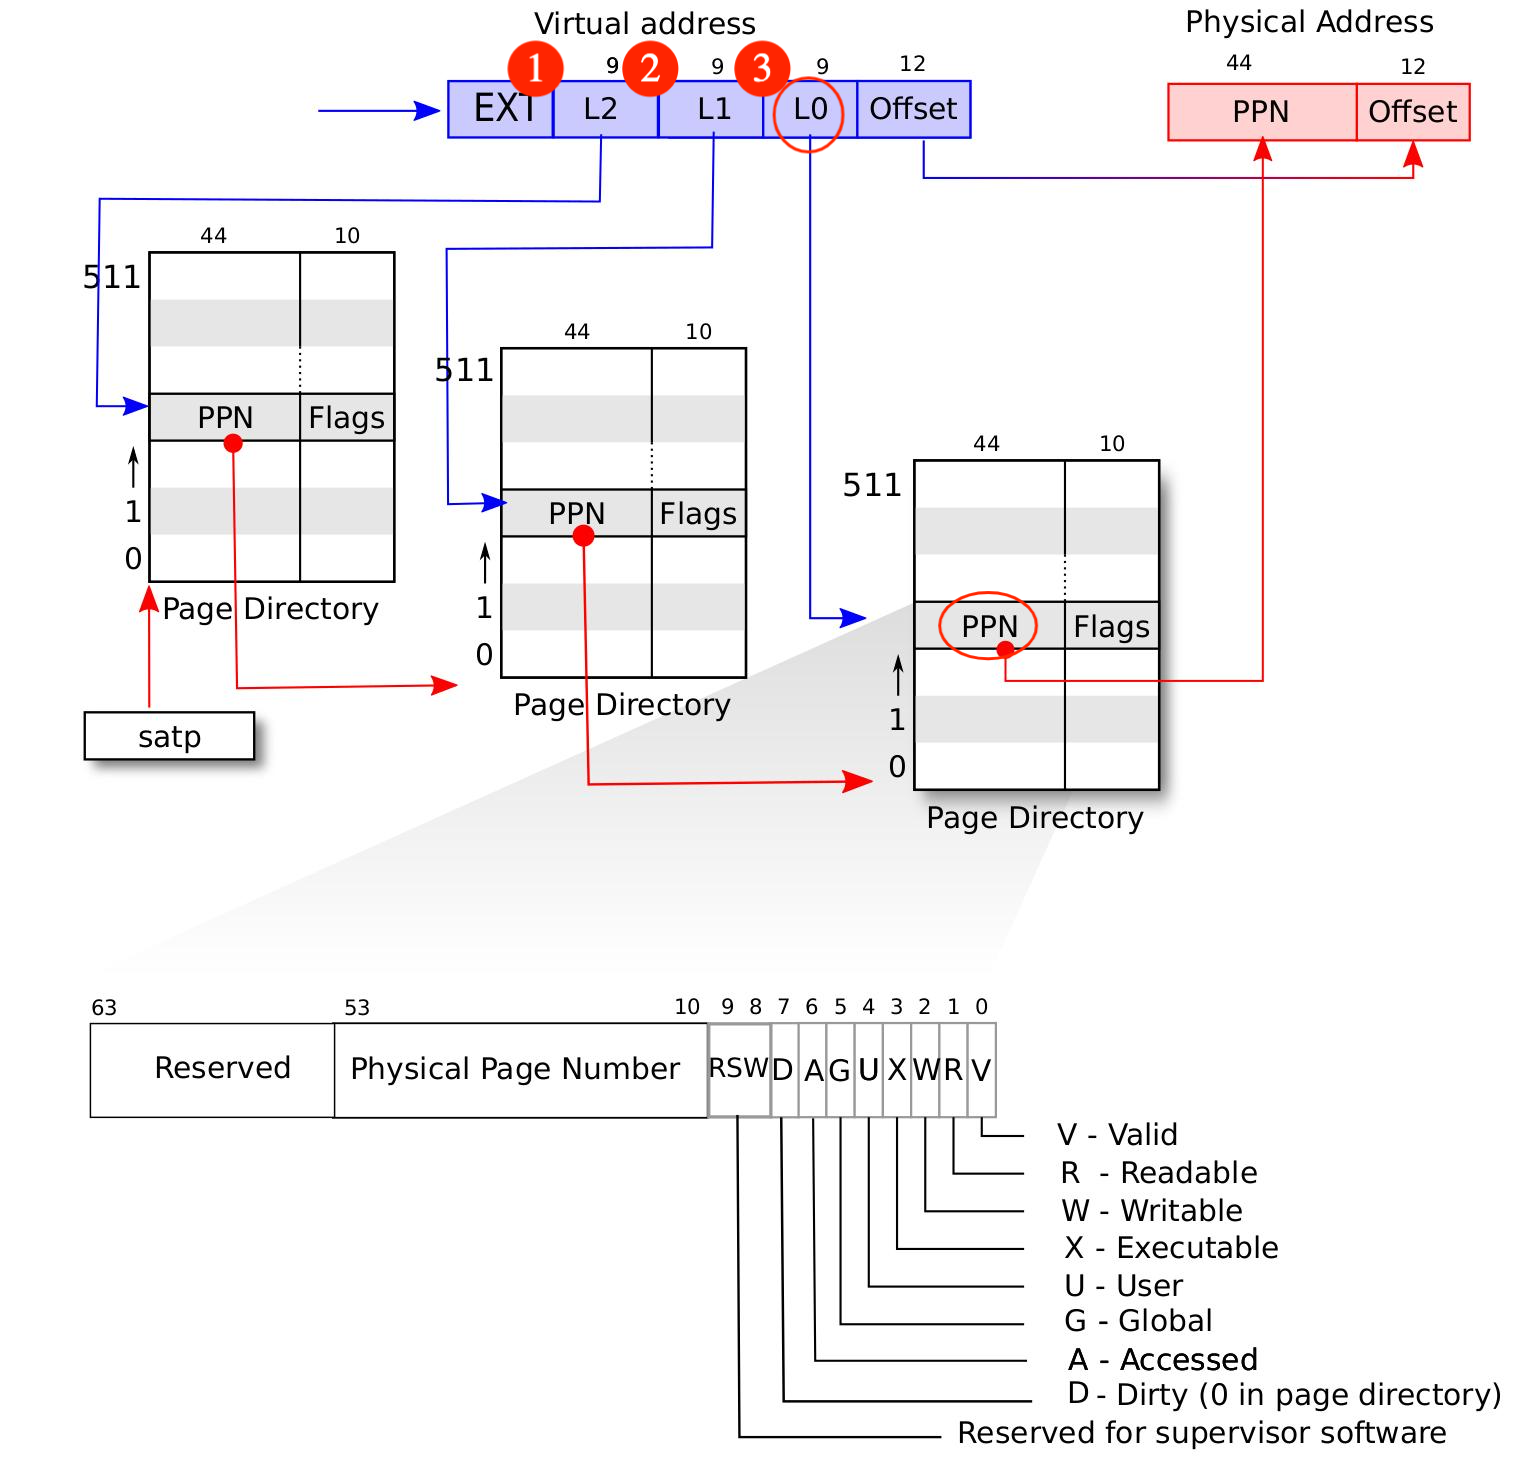 Virtual address
Physical Address
1 9 2 9 3 9 12
44 12
EXT L2 L1 L0 Offset
PPN Offset
44 10
511
PPN Flags
1
0
Page Directory
satp
44 10
511
PPN Flags
1
0
Page Directory
44 10
511
PPN Flags
1
0
Page Directory
63 53 10 9 8 7 6 5 4 3 2 1 0
Reserved Physical Page Number RSW D A G U X W R V
V - Valid
R - Readable
W - Writable
X - Executable
U - User
G - Global
A - Accessed
D - Dirty (0 in page directory)
Reserved for supervisor software